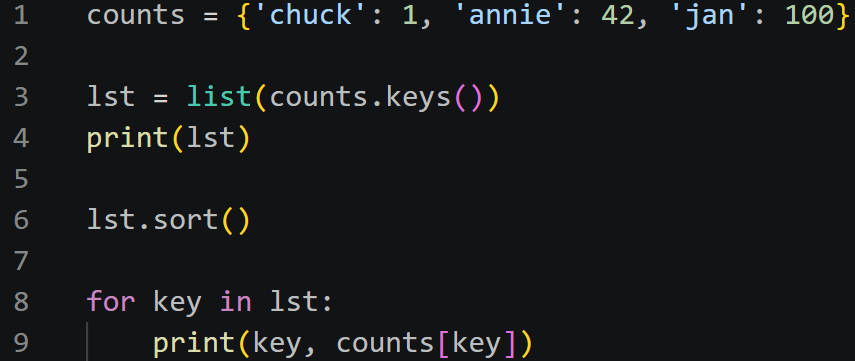 1 counts = {'chuck': 1, 'annie': 42, 'jan': 100}
2
3 lst = list(counts.keys())
4 print(lst)
5
6 lst.sort()
7
8 for key in lst:
9     print(key, counts[key])